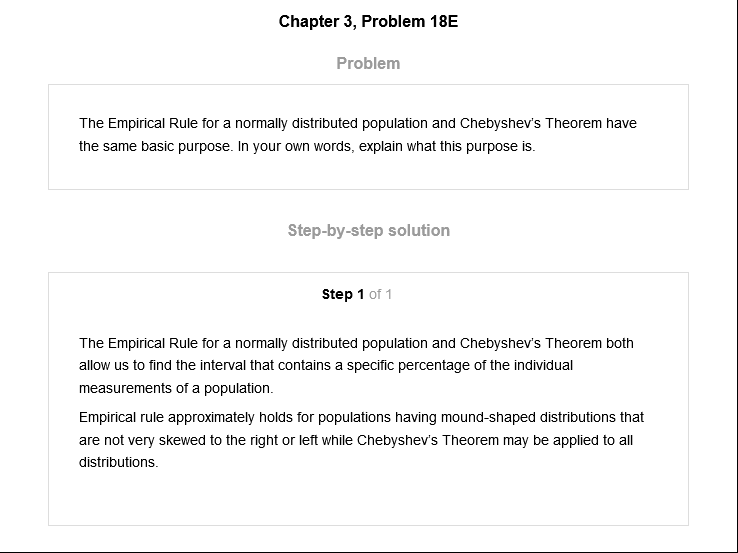 Chapter 3, Problem 18E
Problem
The Empirical Rule for a normally distributed population and Chebyshev's Theorem have
the same basic purpose. In your own words, explain what this purpose is.
Step-by-step solution
Step 1 of 1
The Empirical Rule for a normally distributed population and Chebyshev's Theorem both
allow us to find the interval that contains a specific percentage of the individual
measurements of a population.
Empirical rule approximately holds for populations having mound-shaped distributions that
are not very skewed to the right or left while Chebyshev's Theorem may be applied to all
distributions.